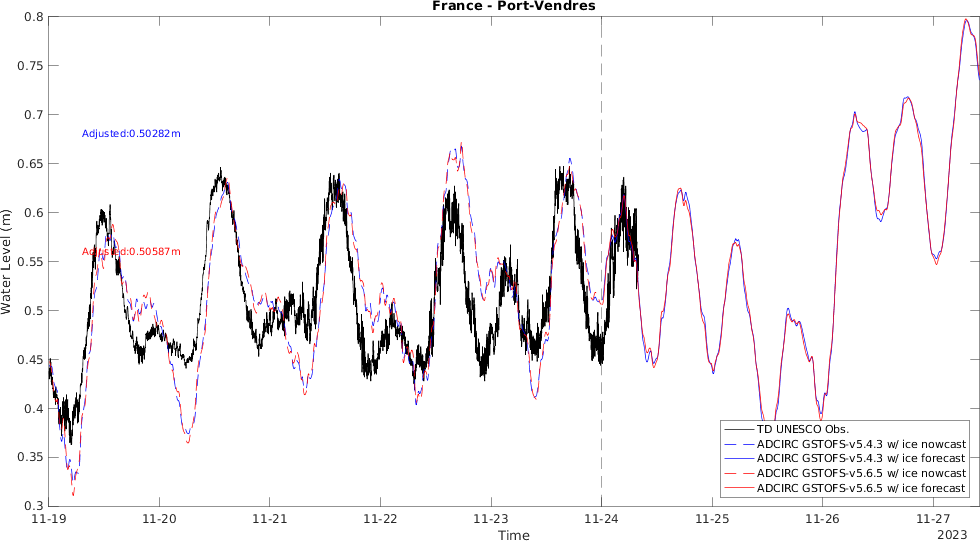 France - Port-Vendres
0.8
0.75
0.7
0.65
0.6
0.55
0.5
0.45
0.4
0.35
0.3
Water Level (m)
Adjusted:0.50282m
Adjusted:0.50587m
TD UNESCO Obs.
ADCIRC GSTOFS-v5.4.3 w/ ice nowcast
ADCIRC GSTOFS-v5.4.3 w/ ice forecast
ADCIRC GSTOFS-v5.6.5 w/ ice nowcast
ADCIRC GSTOFS-v5.6.5 w/ ice forecast
11-19 11-20 11-21 11-22 11-23 11-24 11-25 11-26 11-27
Time
2023